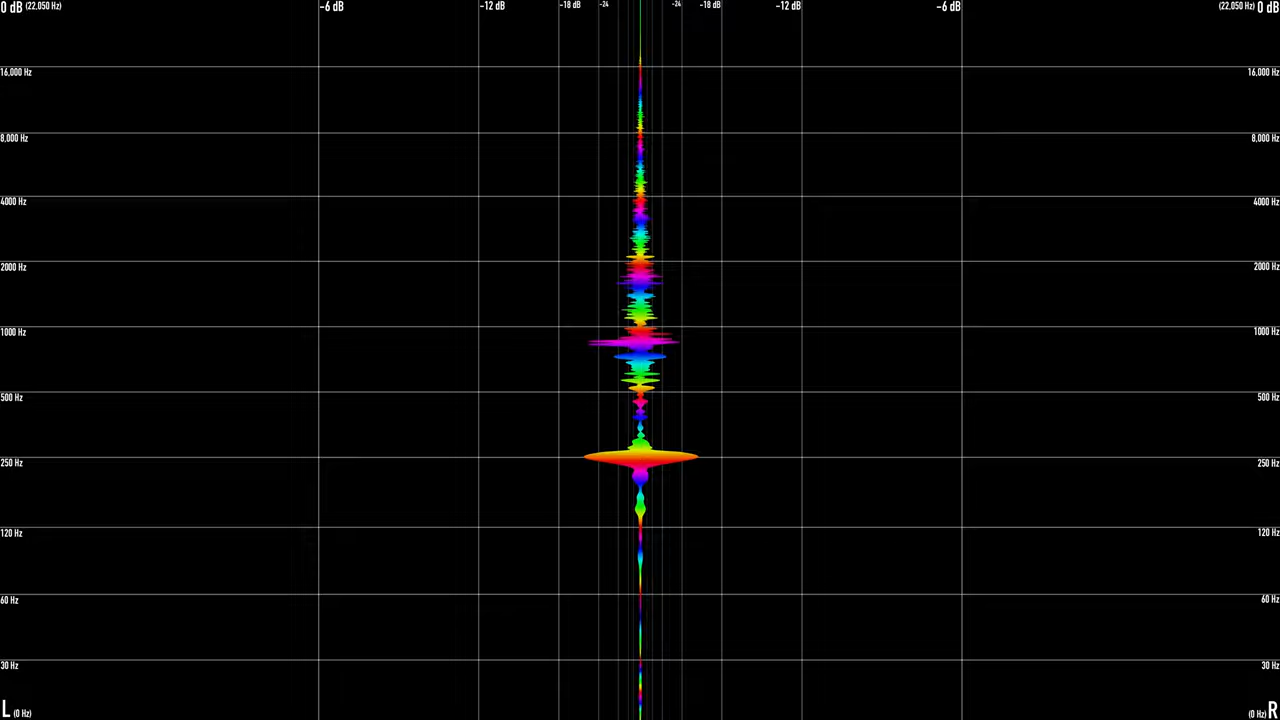 0 dB (22,050 Hz) -6 dB -12 dB -18 dB -24 -24 -18 dB -12 dB -6 dB (22,050 Hz) 0 dB
16,000 Hz 16,000 Hz
8,000 Hz 8,000 Hz
4000 Hz 4000 Hz
2000 Hz 2000 Hz
1000 Hz 1000 Hz
500 Hz 500 Hz
250 Hz 250 Hz
120 Hz 120 Hz
60 Hz 60 Hz
30 Hz 30 Hz
L (0 Hz) (0 Hz) R